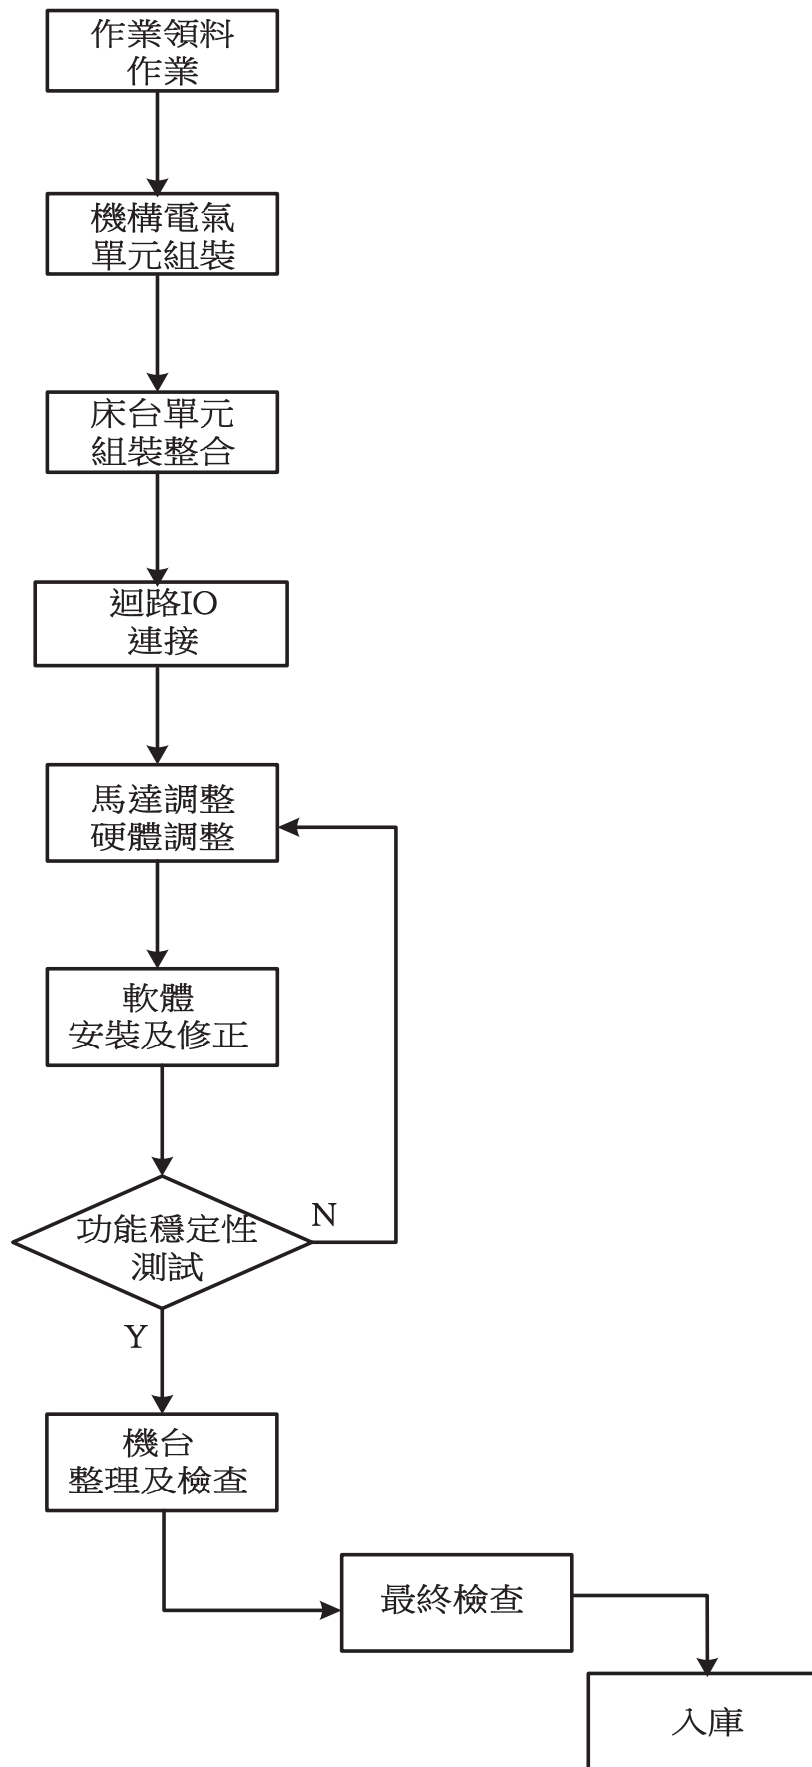 作業領料
作業
機構電氣
單元組裝
床台單元
組裝整合
迴路IO
連接
馬達調整
硬體調整
軟體
安裝及修正
功能穩定性
測試
N
Y
機台
整理及檢查
最終檢查
入庫